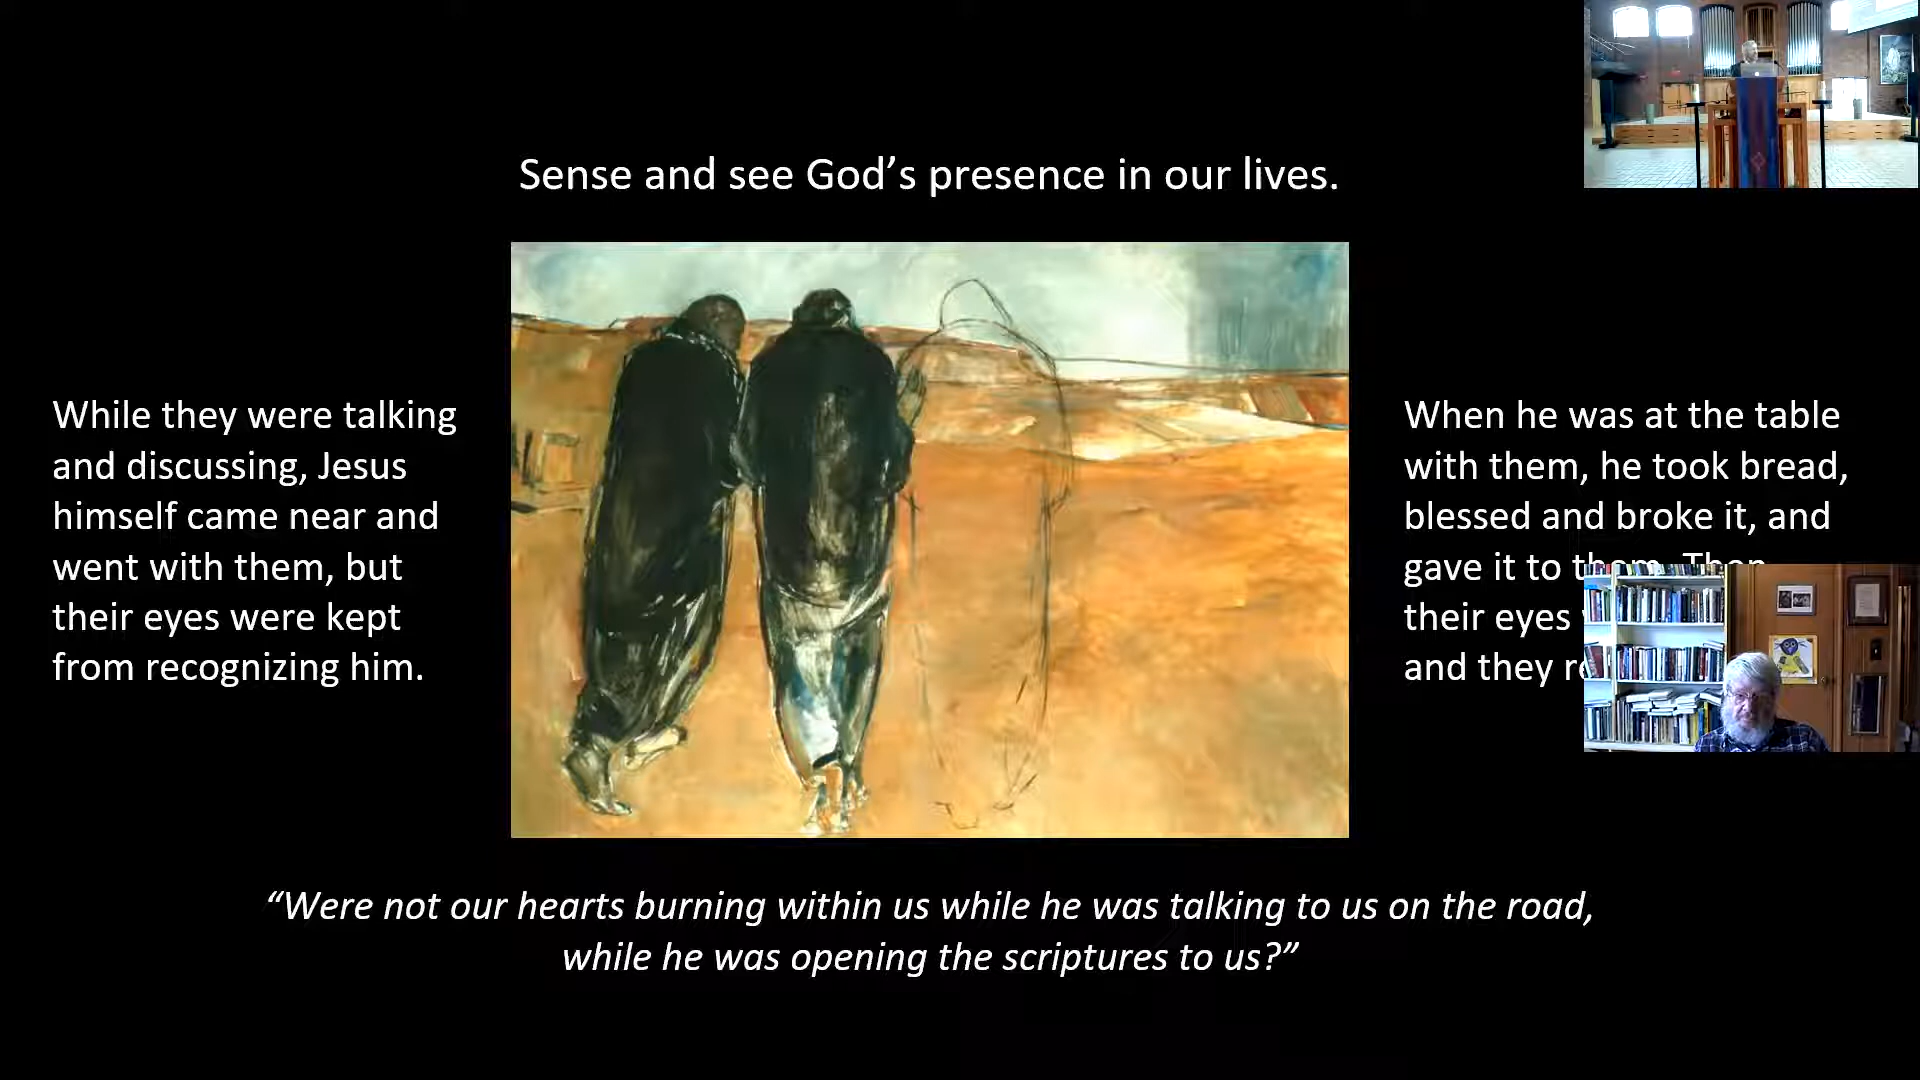 Sense and see God’s presence in our lives.
While they were talking
and discussing, Jesus
himself came near and
went with them, but
their eyes were kept
from recognizing him.
When he was at the table
with them, he took bread,
blessed and broke it, and
gave it to them. Then
their eyes
and they
“Were not our hearts burning within us while he was talking to us on the road,
while he was opening the scriptures to us?”